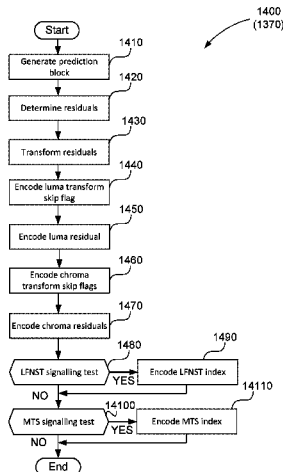 Start
1400
(1370)
1410
Generate prediction
block
1420
Determine residuals
1430
Transform residuals
1440
Encode luma transform
skip flag
1450
Encode luma residual
1460
Encode chroma
transform skip flags
1470
Encode chroma residuals
1480
LFNST signalling test
YES
1490
Encode LFNST index
NO
14100
MTS signalling test
YES
14110
Encode MTS index
NO
End